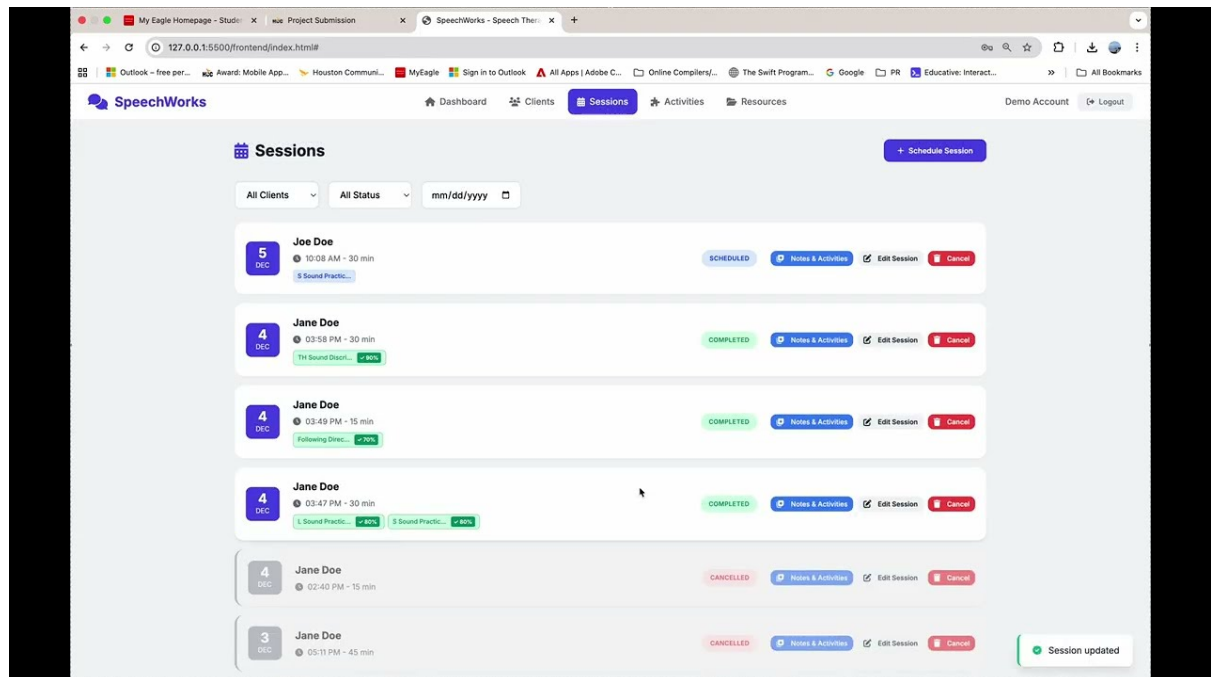 My Eagle Homepage - Stude
HUE Project Submission
SpeechWorks - Speech Ther
127.0.0.1:5500/frontend/index.html#
Outlook – free per...
Award: Mobile App...
Houston Communi...
MyEagle
Sign in to Outlook
All Apps | Adobe C...
Online Compilers/...
The Swift Program...
Google
PR
Educative: Interact...
All Bookmarks
SpeechWorks
Dashboard
Clients
Sessions
Activities
Resources
Demo Account
Logout
Sessions
+ Schedule Session
All Clients
All Status
mm/dd/yyyy
5 DEC
Joe Doe
10:08 AM - 30 min
S Sound Practic...
SCHEDULED
Notes & Activities
Edit Session
Cancel
4 DEC
Jane Doe
03:58 PM - 30 min
TH Sound Discri... ✓ 90%
COMPLETED
Notes & Activities
Edit Session
Cancel
4 DEC
Jane Doe
03:49 PM - 15 min
Following Direc... ✓ 70%
COMPLETED
Notes & Activities
Edit Session
Cancel
4 DEC
Jane Doe
03:47 PM - 30 min
L Sound Practic... ✓ 80% S Sound Practic... ✓ 80%
COMPLETED
Notes & Activities
Edit Session
Cancel
4 DEC
Jane Doe
02:40 PM - 15 min
CANCELLED
Notes & Activities
Edit Session
Cancel
3 DEC
Jane Doe
05:11 PM - 45 min
CANCELLED
Notes & Activities
Edit Session
Cancel
Session updated